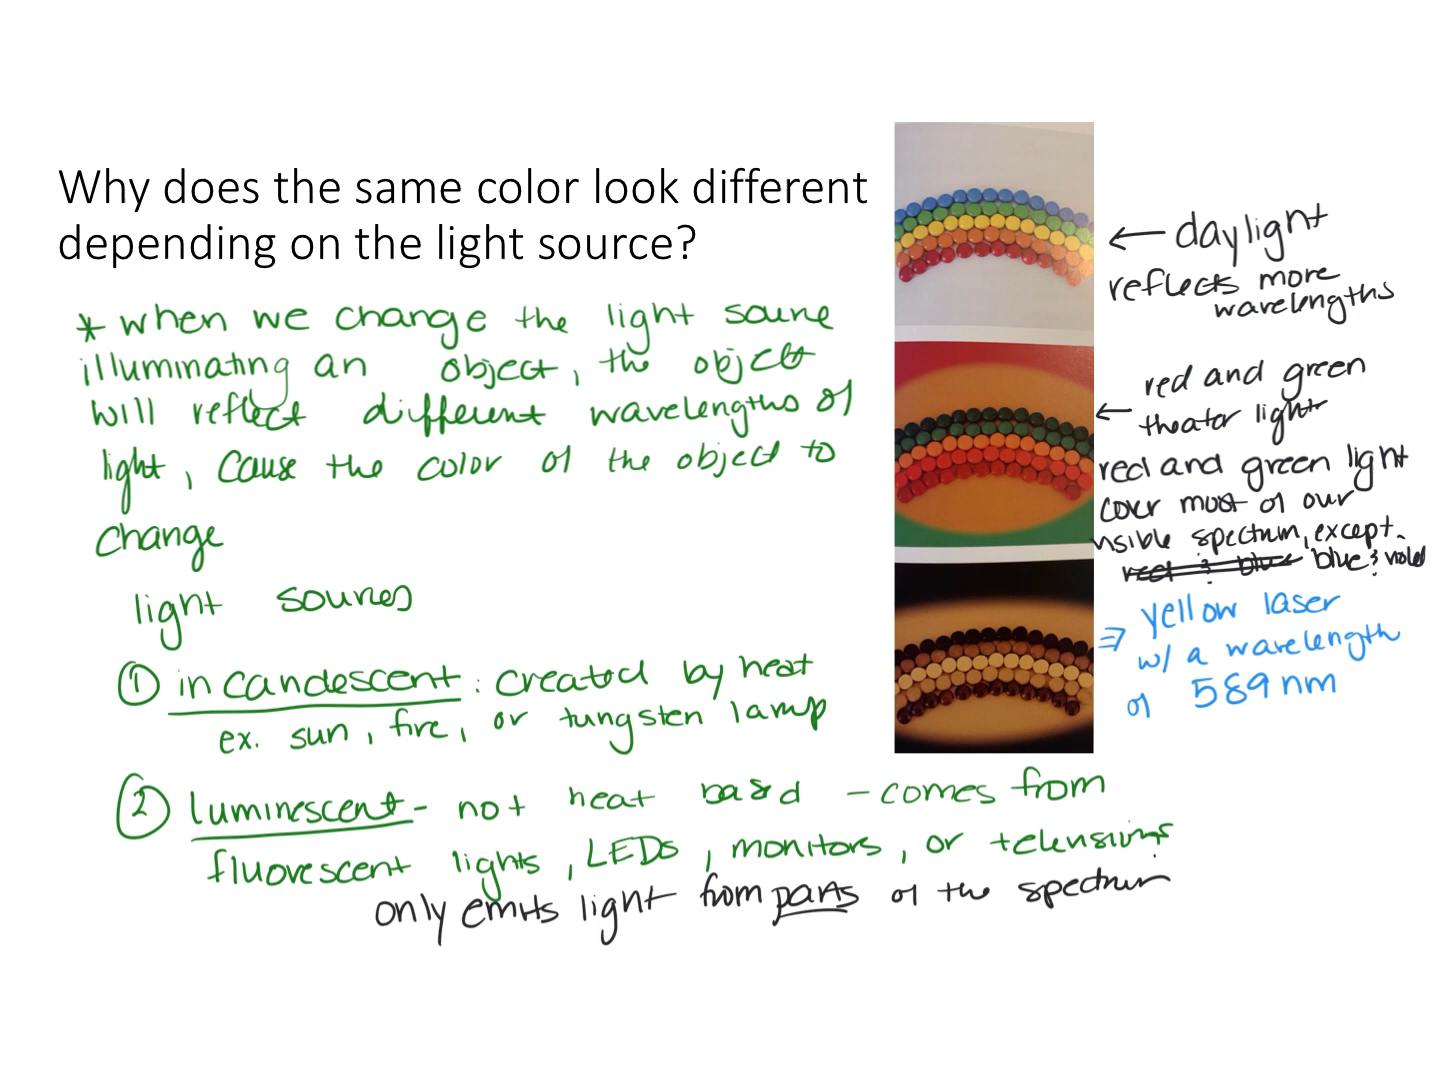 Why does the same color look different
depending on the light source?
* when we change the light source
illuminating an object, the object
will reflect different wavelengths of
light, cause the color of the object to
change
light sources
① incandescent: created by heat
ex. sun, fire, or tungsten lamp
② luminescent - not heat based - comes from
fluorescent lights, LEDs, monitors, or televisions
only emits light from parts of the spectrum
← daylight
reflects more
wavelengths
← red and green
theater light
red and green light
cover most of our
visible spectrum, except
blue & violet
⇒ yellow laser
w/ a wavelength
of 589 nm